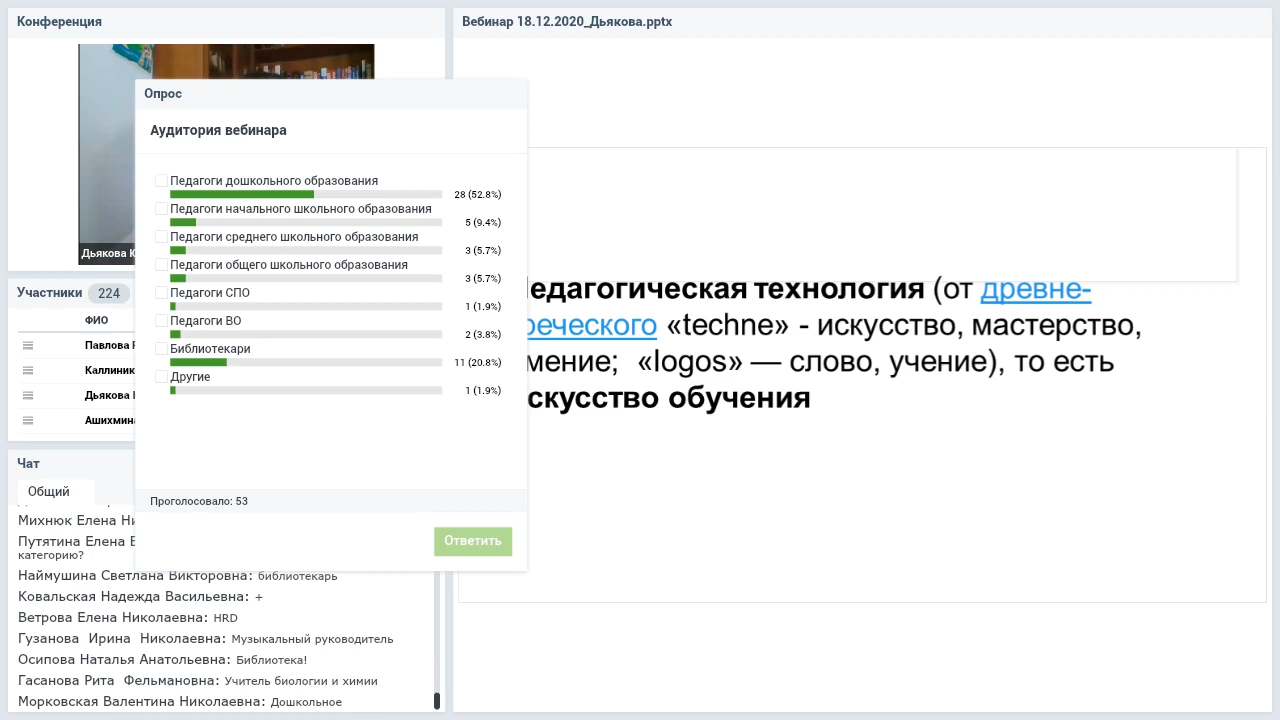 Конференция
Дьякова
Участники 224
ФИО
Павлова
Каллиник
Дьякова
Ашихмина
Чат
Общий
Михнюк Елена
Путятина Елена
категорию?
Наймушина Светлана Викторовна: библиотекарь
Ковальская Надежда Васильевна: +
Ветрова Елена Николаевна: HRD
Гузанова Ирина Николаевна: Музыкальный руководитель
Осипова Наталья Анатольевна: Библиотека!
Гасанова Рита Фельмановна: Учитель биологии и химии
Морковская Валентина Николаевна: Дошкольное
Опрос
Аудитория вебинара
Педагоги дошкольного образования
28 (52.8%)
Педагоги начального школьного образования
5 (9.4%)
Педагоги среднего школьного образования
3 (5.7%)
Педагоги общего школьного образования
3 (5.7%)
Педагоги СПО
1 (1.9%)
Педагоги ВО
2 (3.8%)
Библиотекари
11 (20.8%)
Другие
1 (1.9%)
Проголосовало: 53
Ответить
Вебинар 18.12.2020_Дьякова.pptx
едагогическая технология (от древне-
реческого «techne» - искусство, мастерство,
мение; «logos» — слово, учение), то есть
скусство обучения